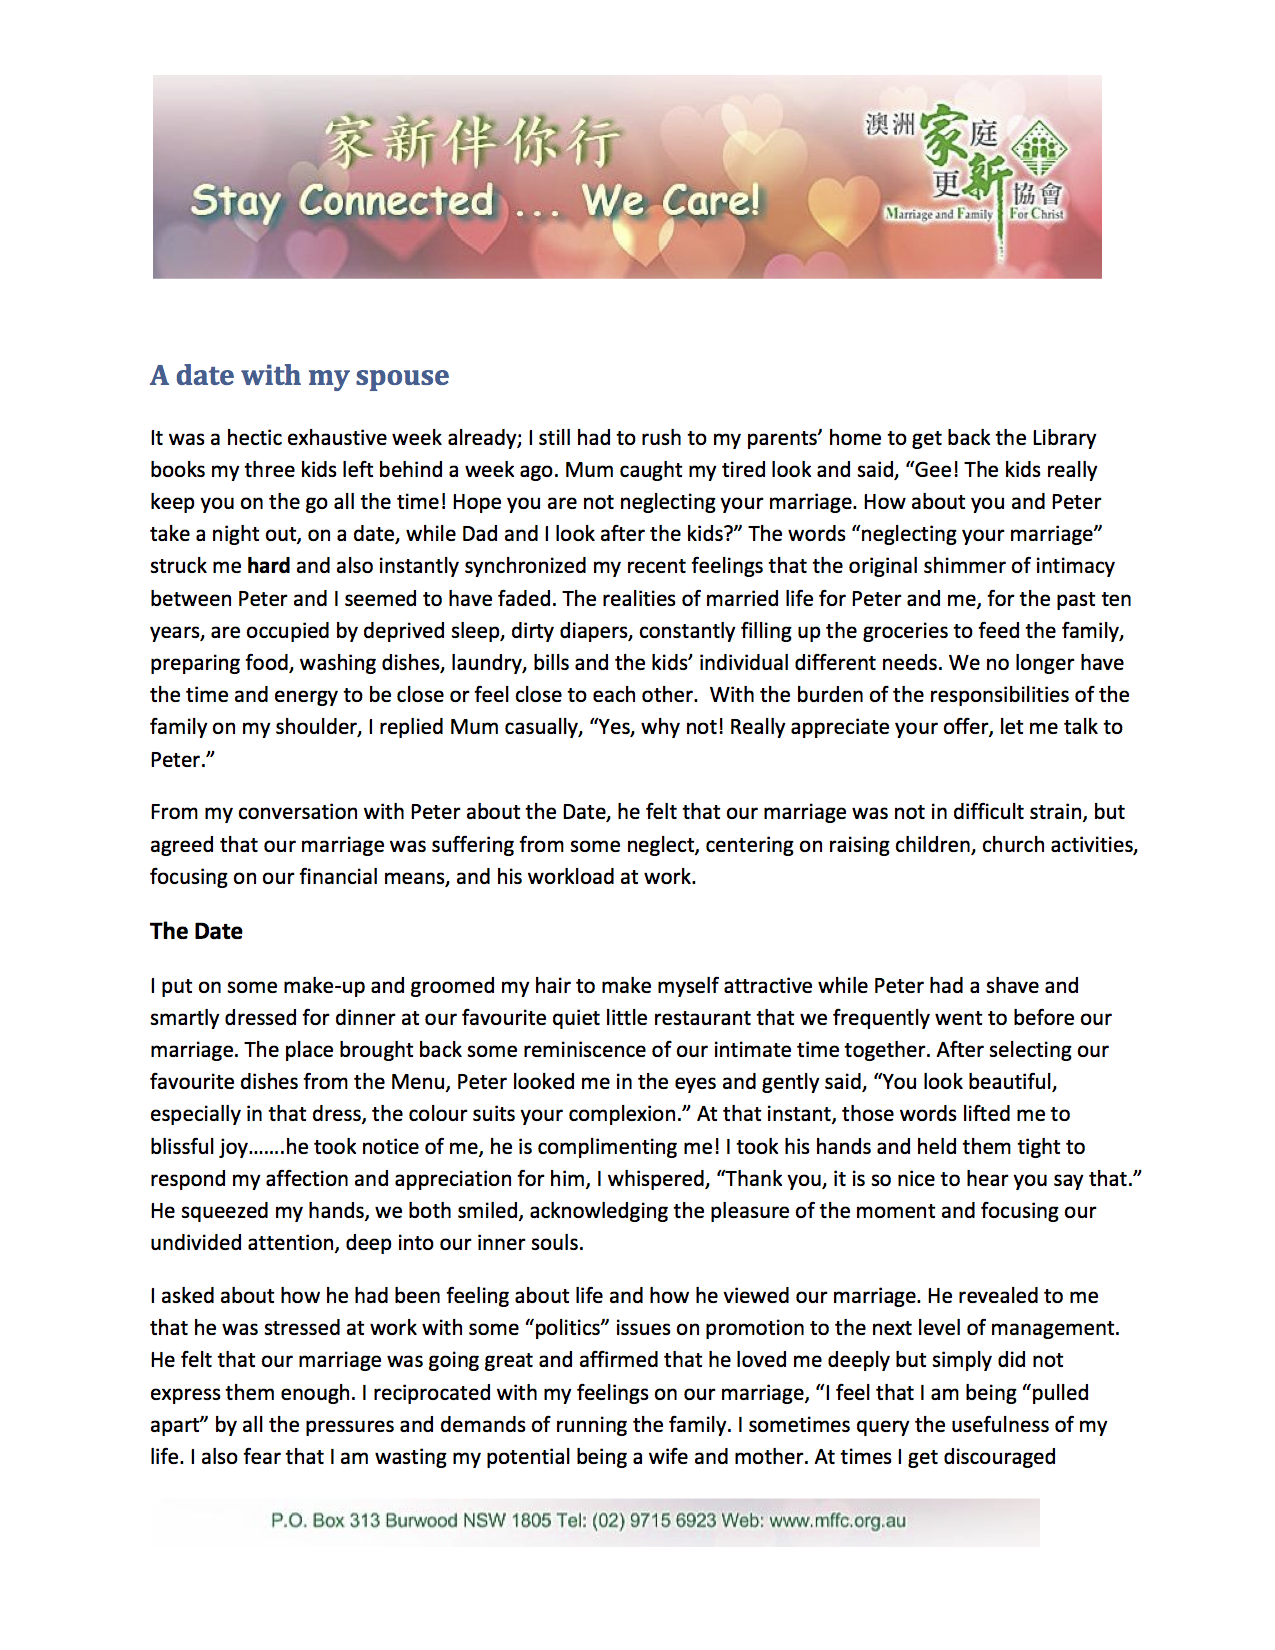 家新伴你行
Stay Connected ... We Care!
澳洲家庭
更新協會
Marriage and Family For Christ
A date with my spouse
It was a hectic exhaustive week already; I still had to rush to my parents’ home to get back the Library
books my three kids left behind a week ago. Mum caught my tired look and said, “Gee! The kids really
keep you on the go all the time! Hope you are not neglecting your marriage. How about you and Peter
take a night out, on a date, while Dad and I look after the kids?” The words “neglecting your marriage”
struck me hard and also instantly synchronized my recent feelings that the original shimmer of intimacy
between Peter and I seemed to have faded. The realities of married life for Peter and me, for the past ten
years, are occupied by deprived sleep, dirty diapers, constantly filling up the groceries to feed the family,
preparing food, washing dishes, laundry, bills and the kids’ individual different needs. We no longer have
the time and energy to be close or feel close to each other.  With the burden of the responsibilities of the
family on my shoulder, I replied Mum casually, “Yes, why not! Really appreciate your offer, let me talk to
Peter.”
From my conversation with Peter about the Date, he felt that our marriage was not in difficult strain, but
agreed that our marriage was suffering from some neglect, centering on raising children, church activities,
focusing on our financial means, and his workload at work.
The Date
I put on some make-up and groomed my hair to make myself attractive while Peter had a shave and
smartly dressed for dinner at our favourite quiet little restaurant that we frequently went to before our
marriage. The place brought back some reminiscence of our intimate time together. After selecting our
favourite dishes from the Menu, Peter looked me in the eyes and gently said, “You look beautiful,
especially in that dress, the colour suits your complexion.” At that instant, those words lifted me to
blissful joy…….he took notice of me, he is complimenting me! I took his hands and held them tight to
respond my affection and appreciation for him, I whispered, “Thank you, it is so nice to hear you say that.”
He squeezed my hands, we both smiled, acknowledging the pleasure of the moment and focusing our
undivided attention, deep into our inner souls.
I asked about how he had been feeling about life and how he viewed our marriage. He revealed to me
that he was stressed at work with some “politics” issues on promotion to the next level of management.
He felt that our marriage was going great and affirmed that he loved me deeply but simply did not
express them enough. I reciprocated with my feelings on our marriage, “I feel that I am being “pulled
apart” by all the pressures and demands of running the family. I sometimes query the usefulness of my
life. I also fear that I am wasting my potential being a wife and mother. At times I get discouraged
P.O. Box 313 Burwood NSW 1805 Tel: (02) 9715 6923 Web: www.mffc.org.au